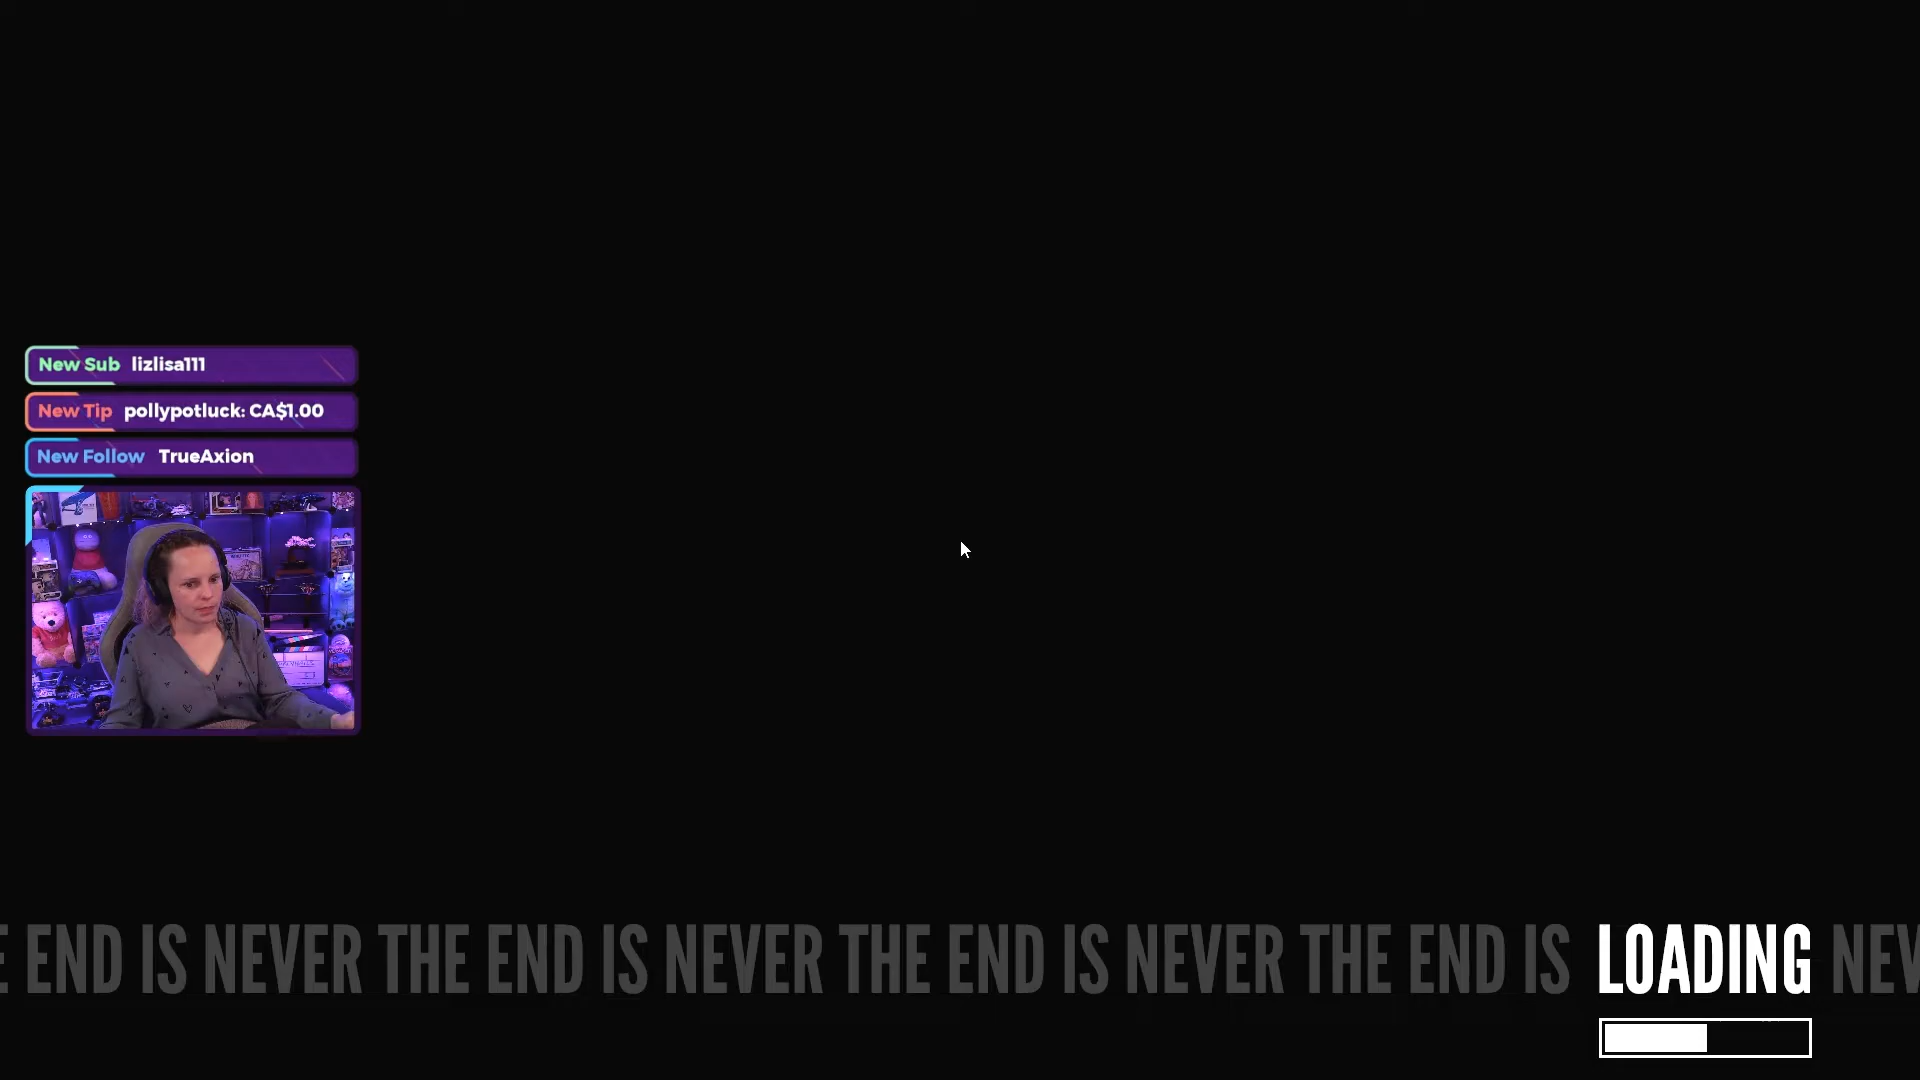 New Sub lizlisa111
New Tip pollypotluck: CA$1.00
New Follow TrueAxion
END IS NEVER THE END IS NEVER THE END IS NEVER THE END IS LOADING NEV